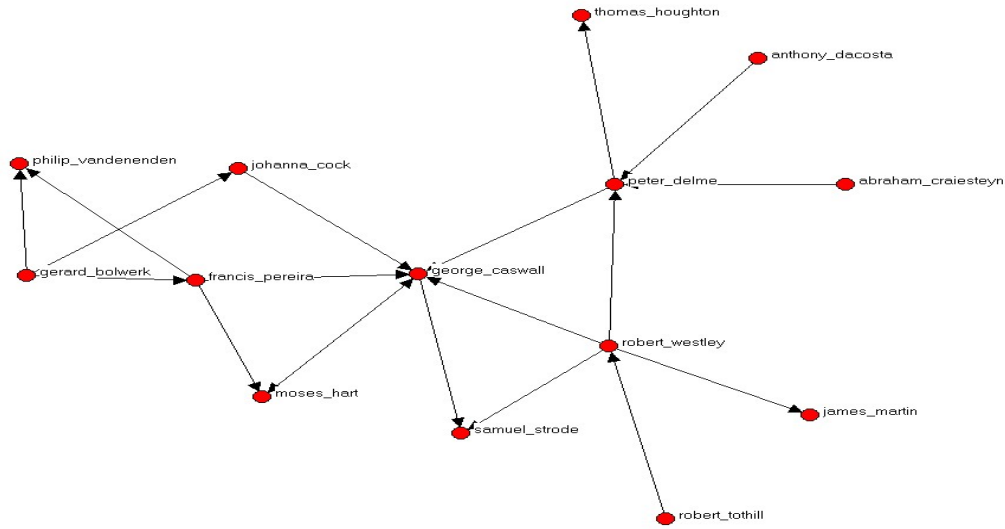 thomas_houghton
anthony_dacosta
philip_vandenenden
johanna_cock
peter_delme
abraham_craiesteyn
gerard_bolwerk
francis_pereira
george_caswall
robert_westley
moses_hart
james_martin
samuel_strode
robert_tothill